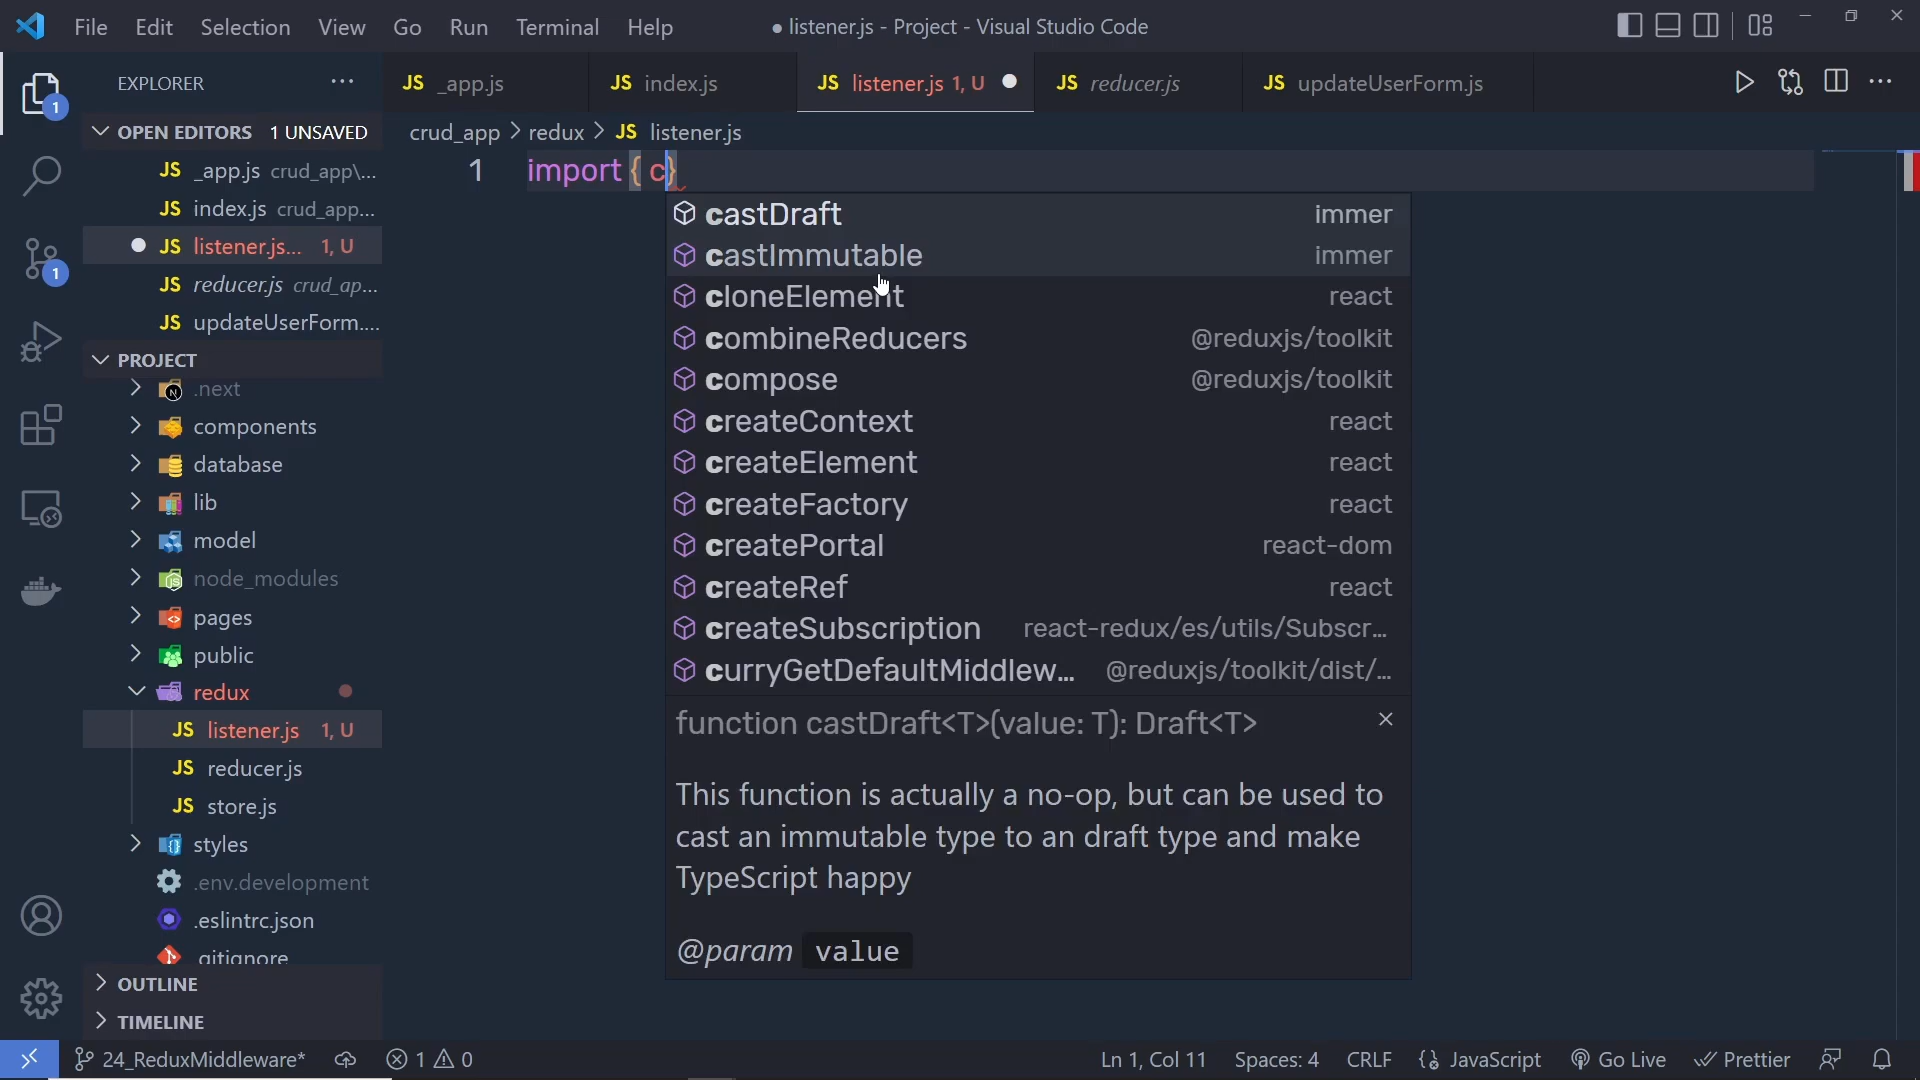 File Edit Selection View Go Run Terminal Help
● listener.js - Project - Visual Studio Code
EXPLORER ...
JS _app.js
JS index.js
JS listener.js 1, U
JS reducer.js
JS updateUserForm.js
OPEN EDITORS 1 UNSAVED
JS _app.js crud_app\...
JS index.js crud_app...
JS listener.js... 1, U
JS reducer.js crud_ap...
JS updateUserForm....
PROJECT
.next
components
database
lib
model
node_modules
pages
public
redux
JS listener.js 1, U
JS reducer.js
JS store.js
styles
.env.development
.eslintrc.json
.gitignore
OUTLINE
TIMELINE
1
1
crud_app > redux > JS listener.js
1 import { c}
castDraft immer
castImmutable immer
cloneElement react
combineReducers @reduxjs/toolkit
compose @reduxjs/toolkit
createContext react
createElement react
createFactory react
createPortal react-dom
createRef react
createSubscription react-redux/es/utils/Subscr...
curryGetDefaultMiddlew... @reduxjs/toolkit/dist/...
function castDraft<T>(value: T): Draft<T>
This function is actually a no-op, but can be used to
cast an immutable type to an draft type and make
TypeScript happy
@param value
24_ReduxMiddleware* 1 0
Ln 1, Col 11 Spaces: 4 CRLF JavaScript Go Live Prettier